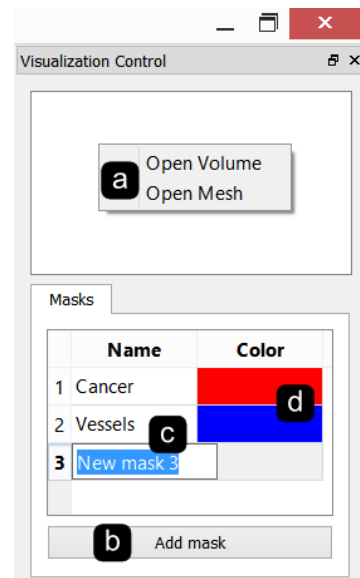 Visualization Control
a
Open Volume
Open Mesh
Masks
Name Color
1 Cancer
d
2 Vessels
c
3 New mask 3
b Add mask